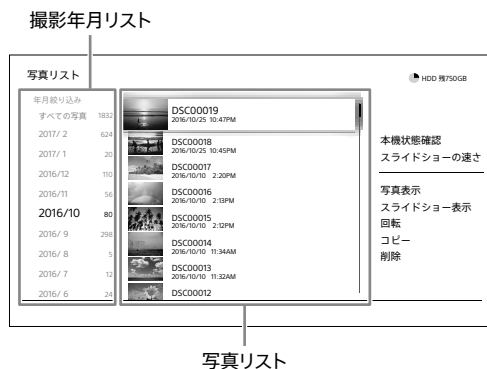 撮影年月リスト
写真リスト
HDD 残750GB
年月絞り込み
すべての写真 1832
2017/ 2 624
2017/ 1 20
2016/12 110
2016/11 56
2016/10 80
2016/ 9 298
2016/ 8 5
2016/ 7 12
2016/ 6 24
DSC00019
2016/10/25 10:47PM
DSC00018
2016/10/25 10:45PM
DSC00017
2016/10/10 2:20PM
DSC00016
2016/10/10 2:13PM
DSC00015
2016/10/10 2:12PM
DSC00014
2016/10/10 11:34AM
DSC00013
2016/10/10 11:32AM
DSC00012
本機状態確認
スライドショーの速さ
写真表示
スライドショー表示
回転
コピー
削除
写真リスト